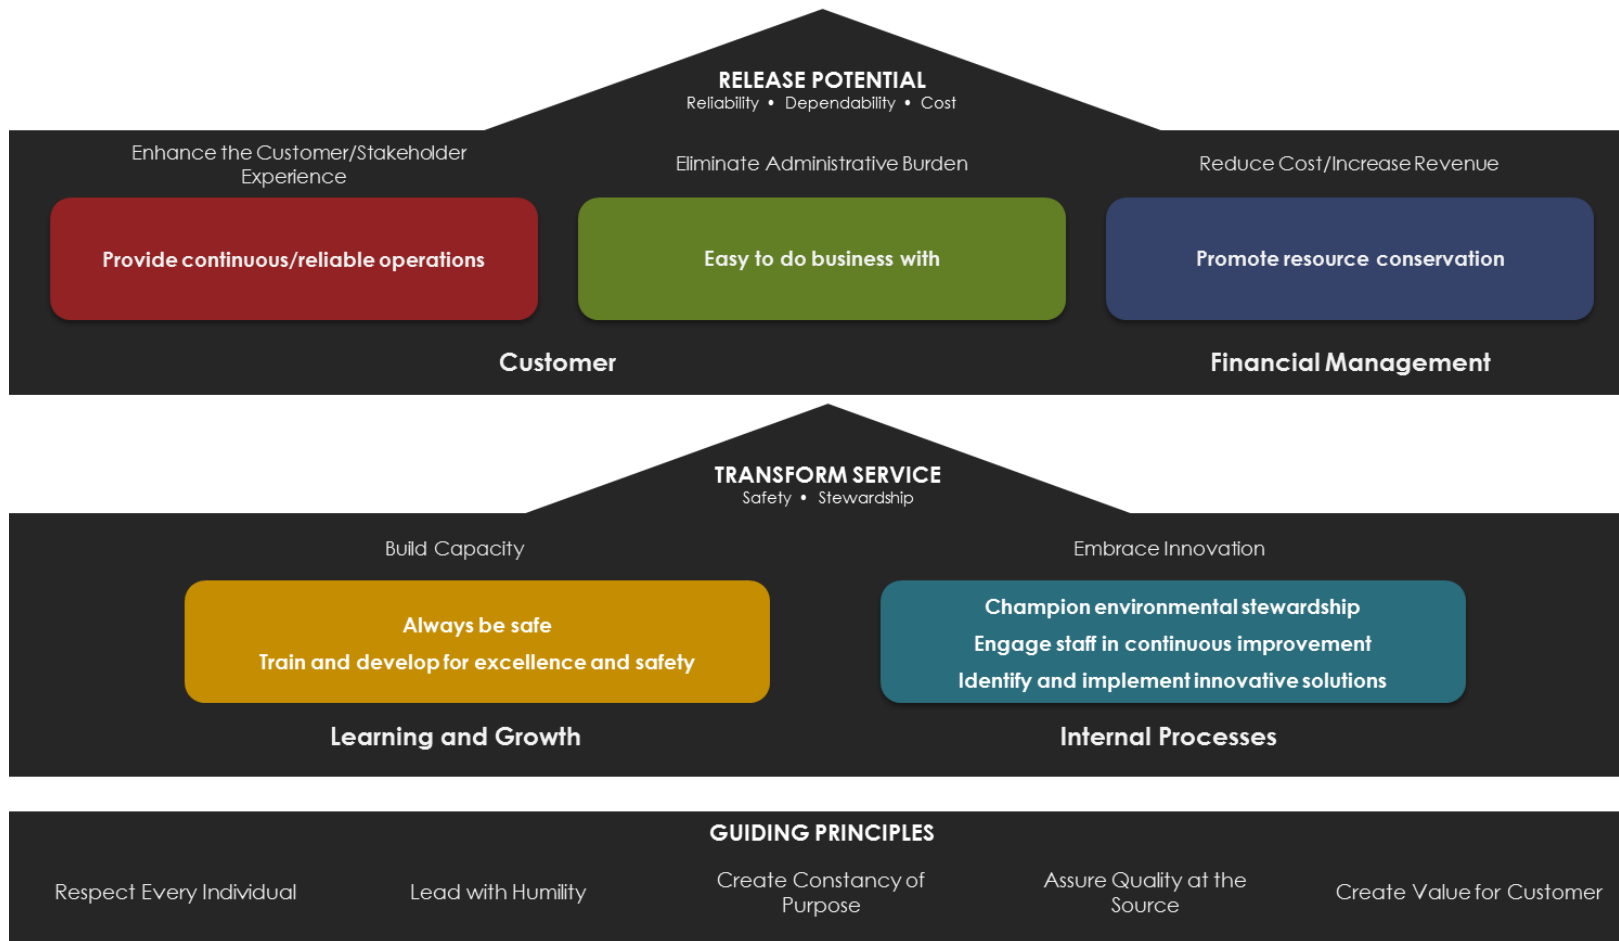 RELEASE POTENTIAL
Reliability • Dependability • Cost
Enhance the Customer/Stakeholder
Experience
Eliminate Administrative Burden
Reduce Cost/Increase Revenue
Provide continuous/reliable operations
Easy to do business with
Promote resource conservation
Customer
Financial Management
TRANSFORM SERVICE
Safety • Stewardship
Build Capacity
Embrace Innovation
Always be safe
Train and develop for excellence and safety
Champion environmental stewardship
Engage staff in continuous improvement
Identify and implement innovative solutions
Learning and Growth
Internal Processes
GUIDING PRINCIPLES
Respect Every Individual
Lead with Humility
Create Constancy of
Purpose
Assure Quality at the
Source
Create Value for Customer